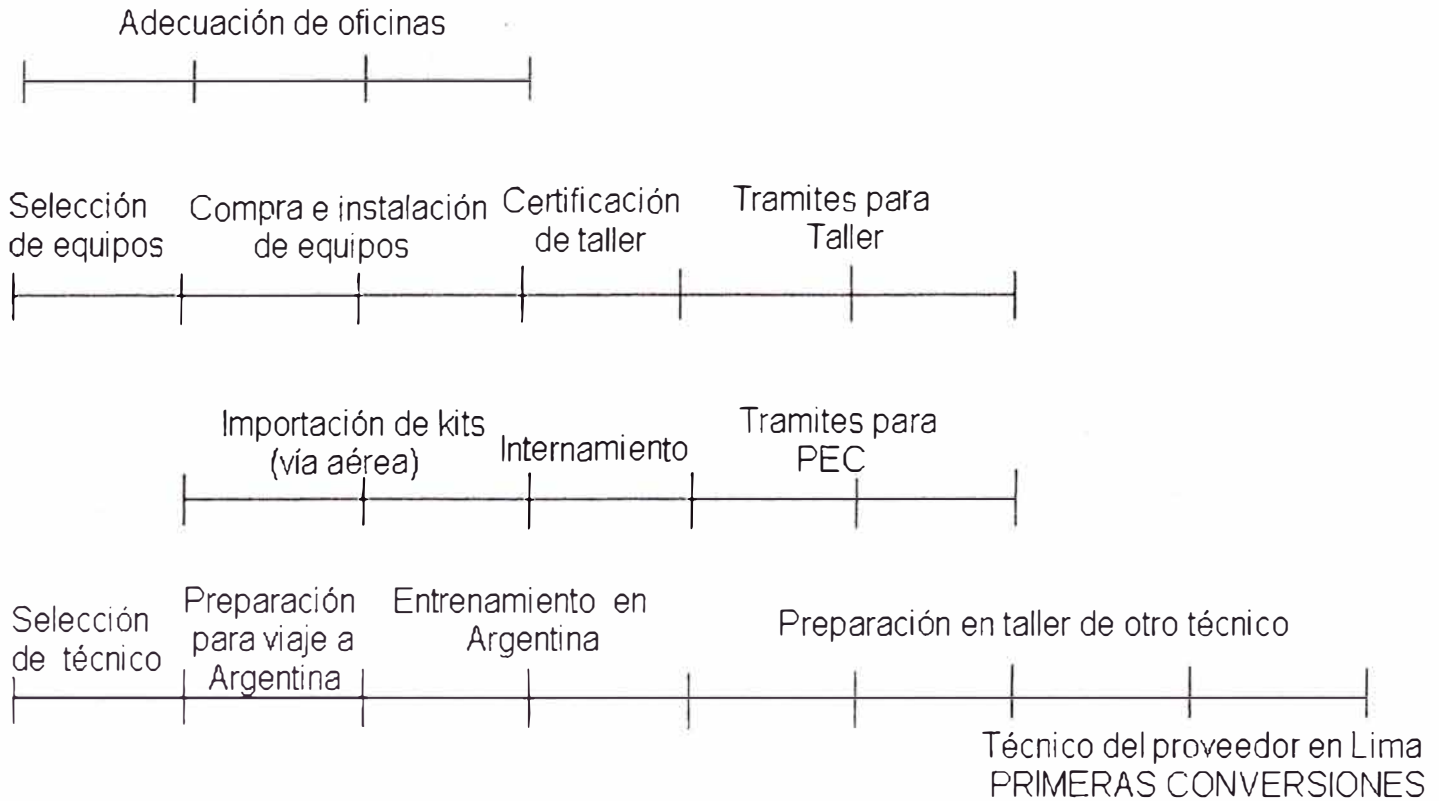 Adecuación de oficinas
Selección
de equipos
Compra e instalación
de equipos
Certificación
de taller
Tramites para
Taller
Importación de kits
(vía aérea)
Internamiento
Tramites para
PEC
Selección
de técnico
Preparación
para viaje a
Argentina
Entrenamiento en
Argentina
Preparación en taller de otro técnico
Técnico del proveedor en Lima
PRIMERAS CONVERSIONES